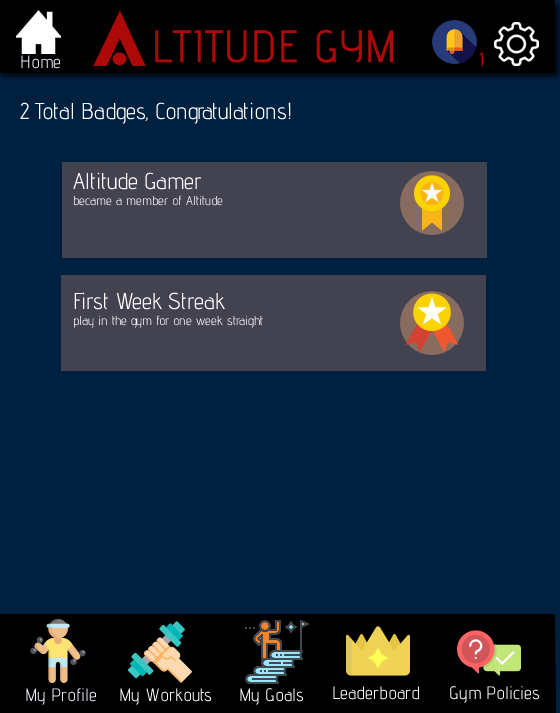 Home
ALTITUDE GYM
1
2 Total Badges, Congratulations!
Altitude Gamer
became a member of Altitude
First Week Streak
play in the gym for one week straight
My Profile
My Workouts
My Goals
Leaderboard
Gym Policies